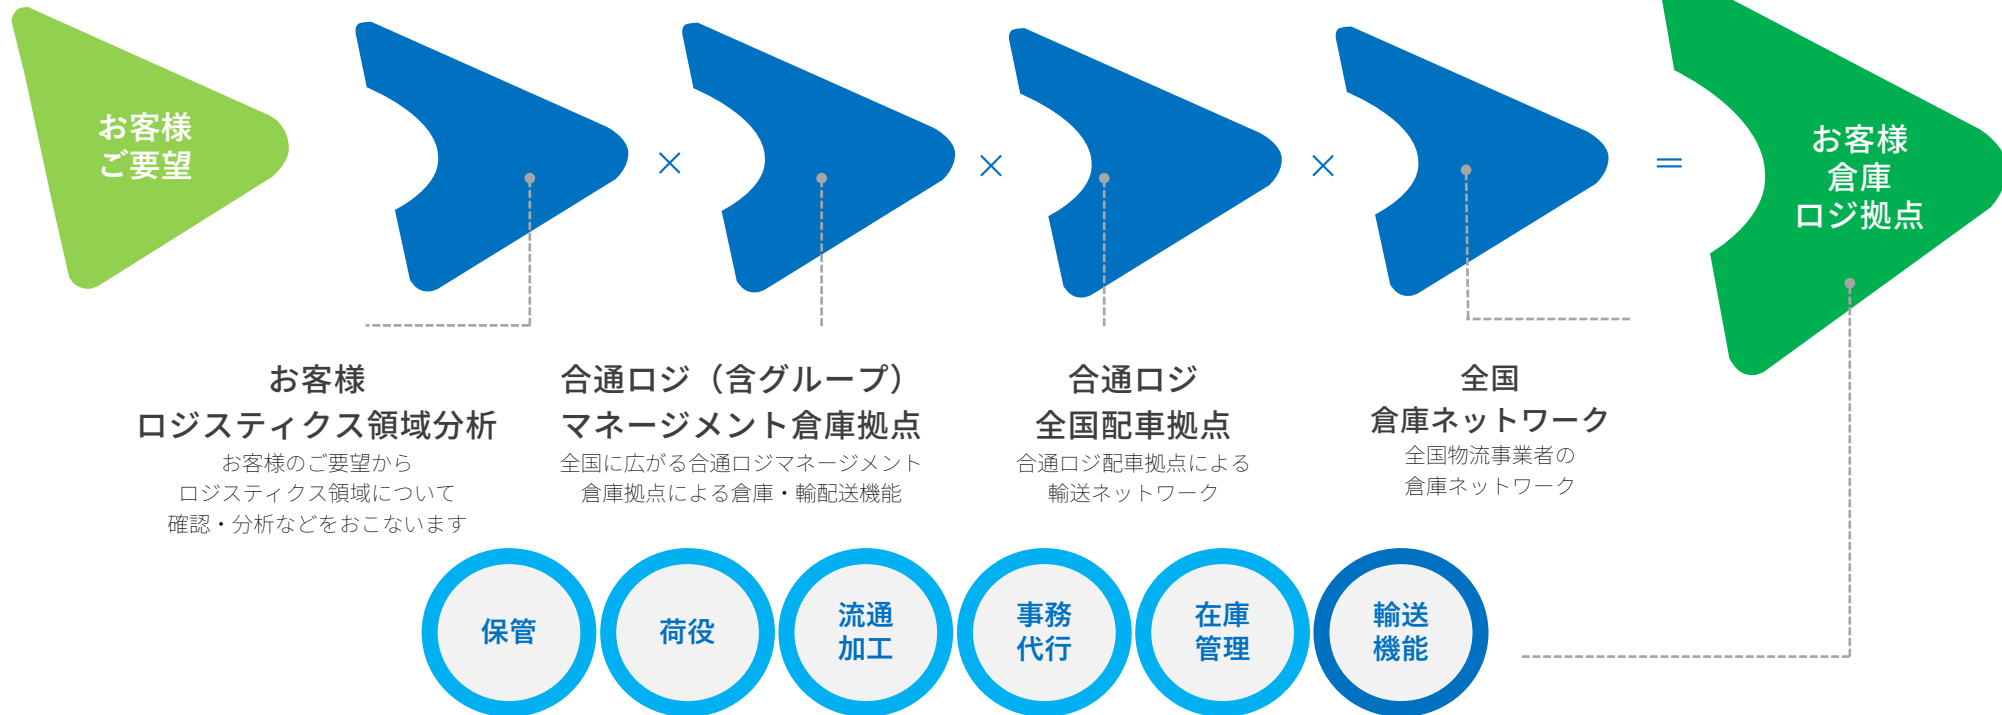 お客様
ご要望
×
×
×
＝
お客様
倉庫
ロジ拠点
お客様
ロジスティクス領域分析
お客様のご要望から
ロジスティクス領域について
確認・分析などをおこないます
合通ロジ（含グループ）
マネージメント倉庫拠点
全国に広がる合通ロジマネージメント
倉庫拠点による倉庫・輸配送機能
合通ロジ
全国配車拠点
合通ロジ配車拠点による
輸送ネットワーク
全国
倉庫ネットワーク
全国物流事業者の
倉庫ネットワーク
保管
荷役
流通
加工
事務
代行
在庫
管理
輸送
機能